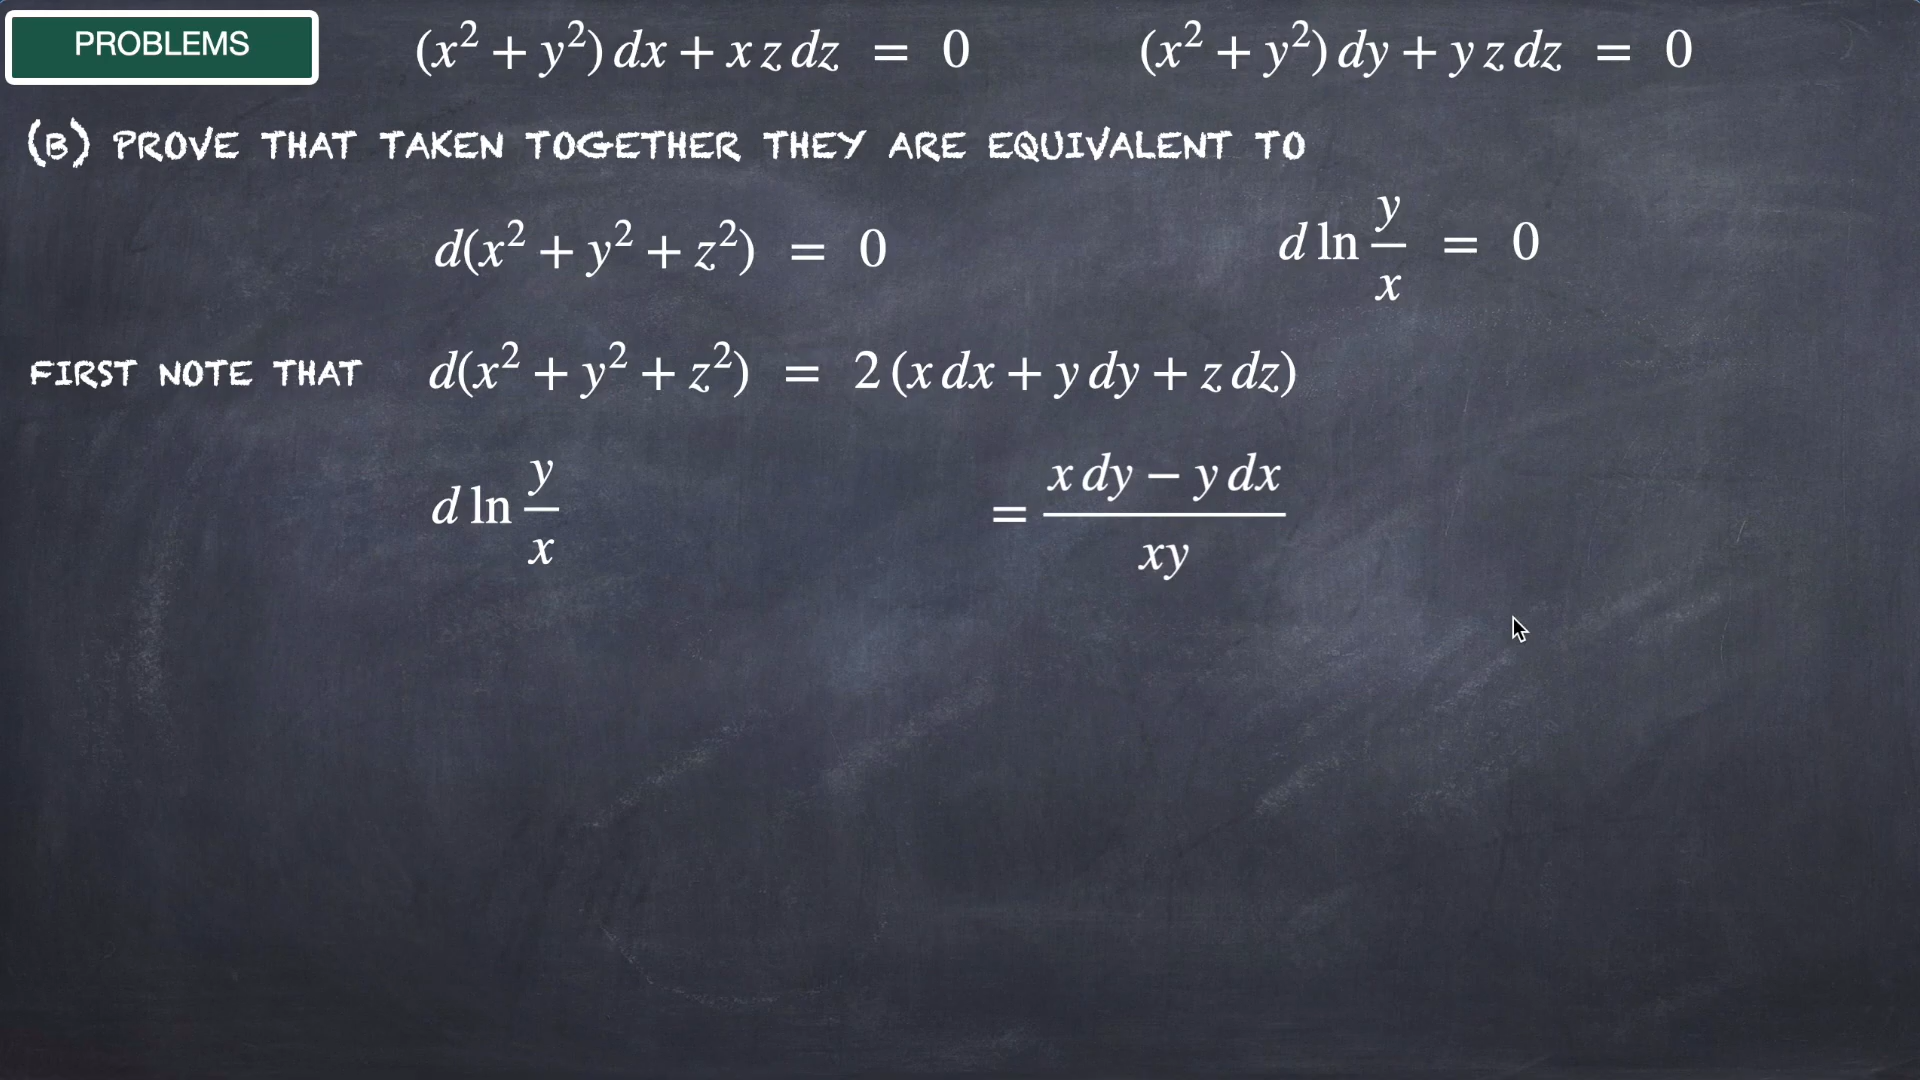 PROBLEMS
(x² + y²) dx + x z dz = 0 (x² + y²) dy + y z dz = 0
(B) PROVE THAT TAKEN TOGETHER THEY ARE EQUIVALENT TO
d(x² + y² + z²) = 0 d ln y/x = 0
FIRST NOTE THAT d(x² + y² + z²) = 2 (x dx + y dy + z dz)
d ln y/x = (x dy − y dx)/xy